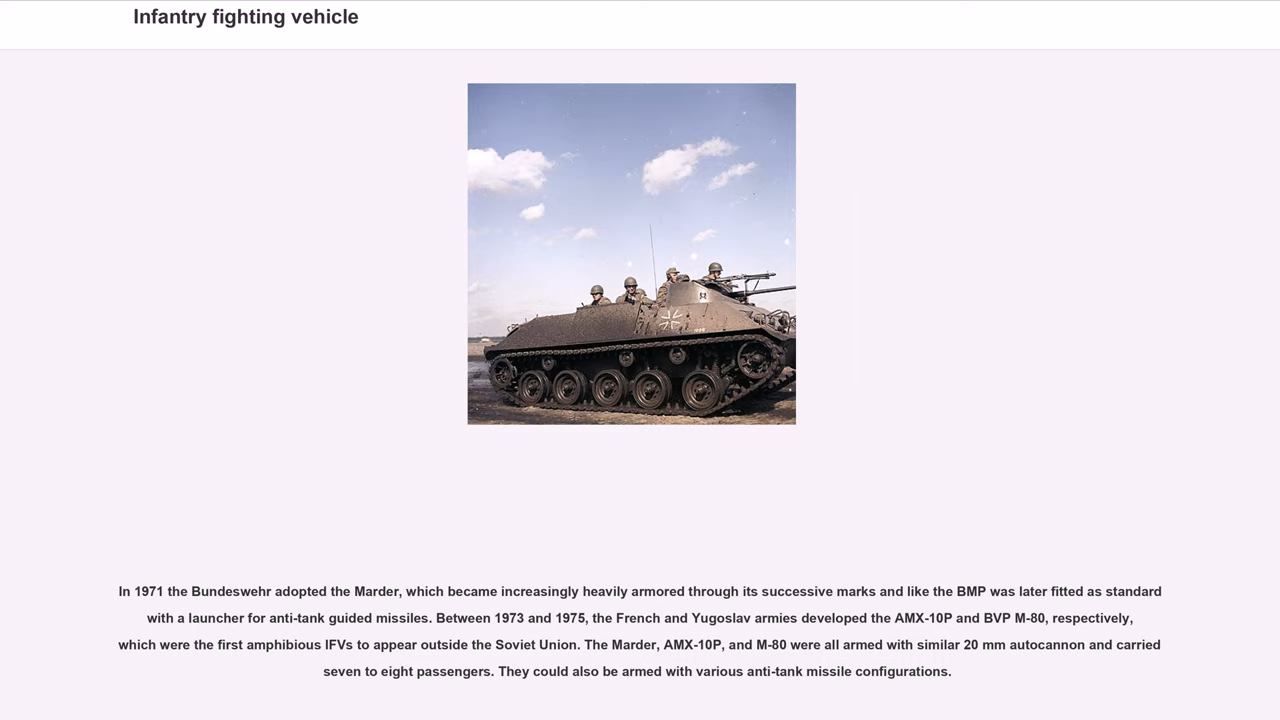 Infantry fighting vehicle
In 1971 the Bundeswehr adopted the Marder, which became increasingly heavily armored through its successive marks and like the BMP was later fitted as standard
with a launcher for anti-tank guided missiles. Between 1973 and 1975, the French and Yugoslav armies developed the AMX-10P and BVP M-80, respectively,
which were the first amphibious IFVs to appear outside the Soviet Union. The Marder, AMX-10P, and M-80 were all armed with similar 20 mm autocannon and carried
seven to eight passengers. They could also be armed with various anti-tank missile configurations.